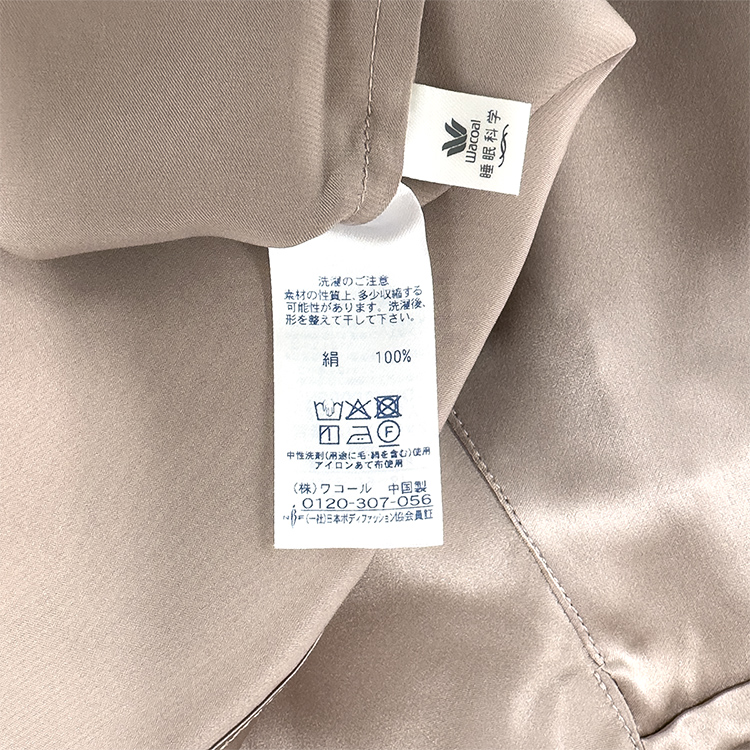 Wacoal
睡眠科学
洗濯のご注意
素材の性質上、多少収縮する
可能性があります。洗濯後、
形を整えて干して下さい。
絹 100%
F
中性洗剤(用途に毛・絹を含む)使用
アイロンあて布使用
(株)ワコール 中国製
0120-307-056
NBF (一社)日本ボディファッション協会会員証